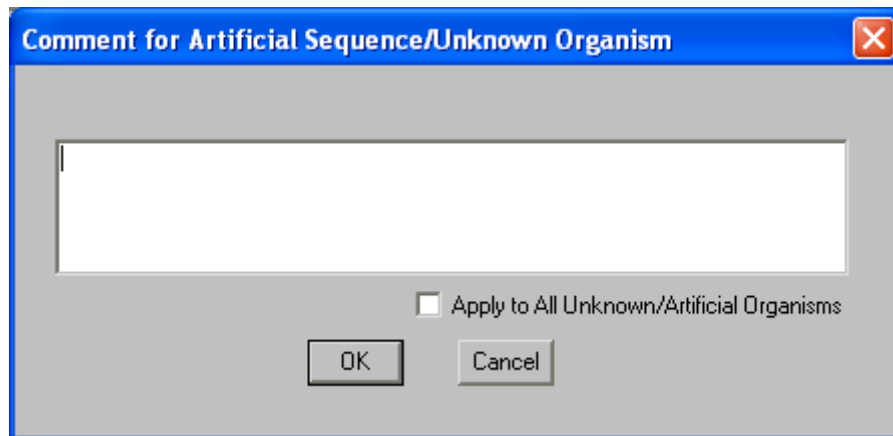 Comment for Artificial Sequence/Unknown Organism
Apply to All Unknown/Artificial Organisms
OK Cancel